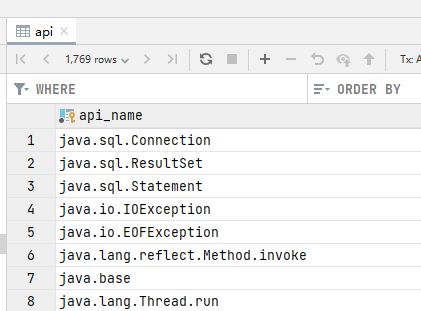 api
1,769 rows Tx: A
WHERE ORDER BY
api_name
1 java.sql.Connection
2 java.sql.ResultSet
3 java.sql.Statement
4 java.io.IOException
5 java.io.EOFException
6 java.lang.reflect.Method.invoke
7 java.base
8 java.lang.Thread.run